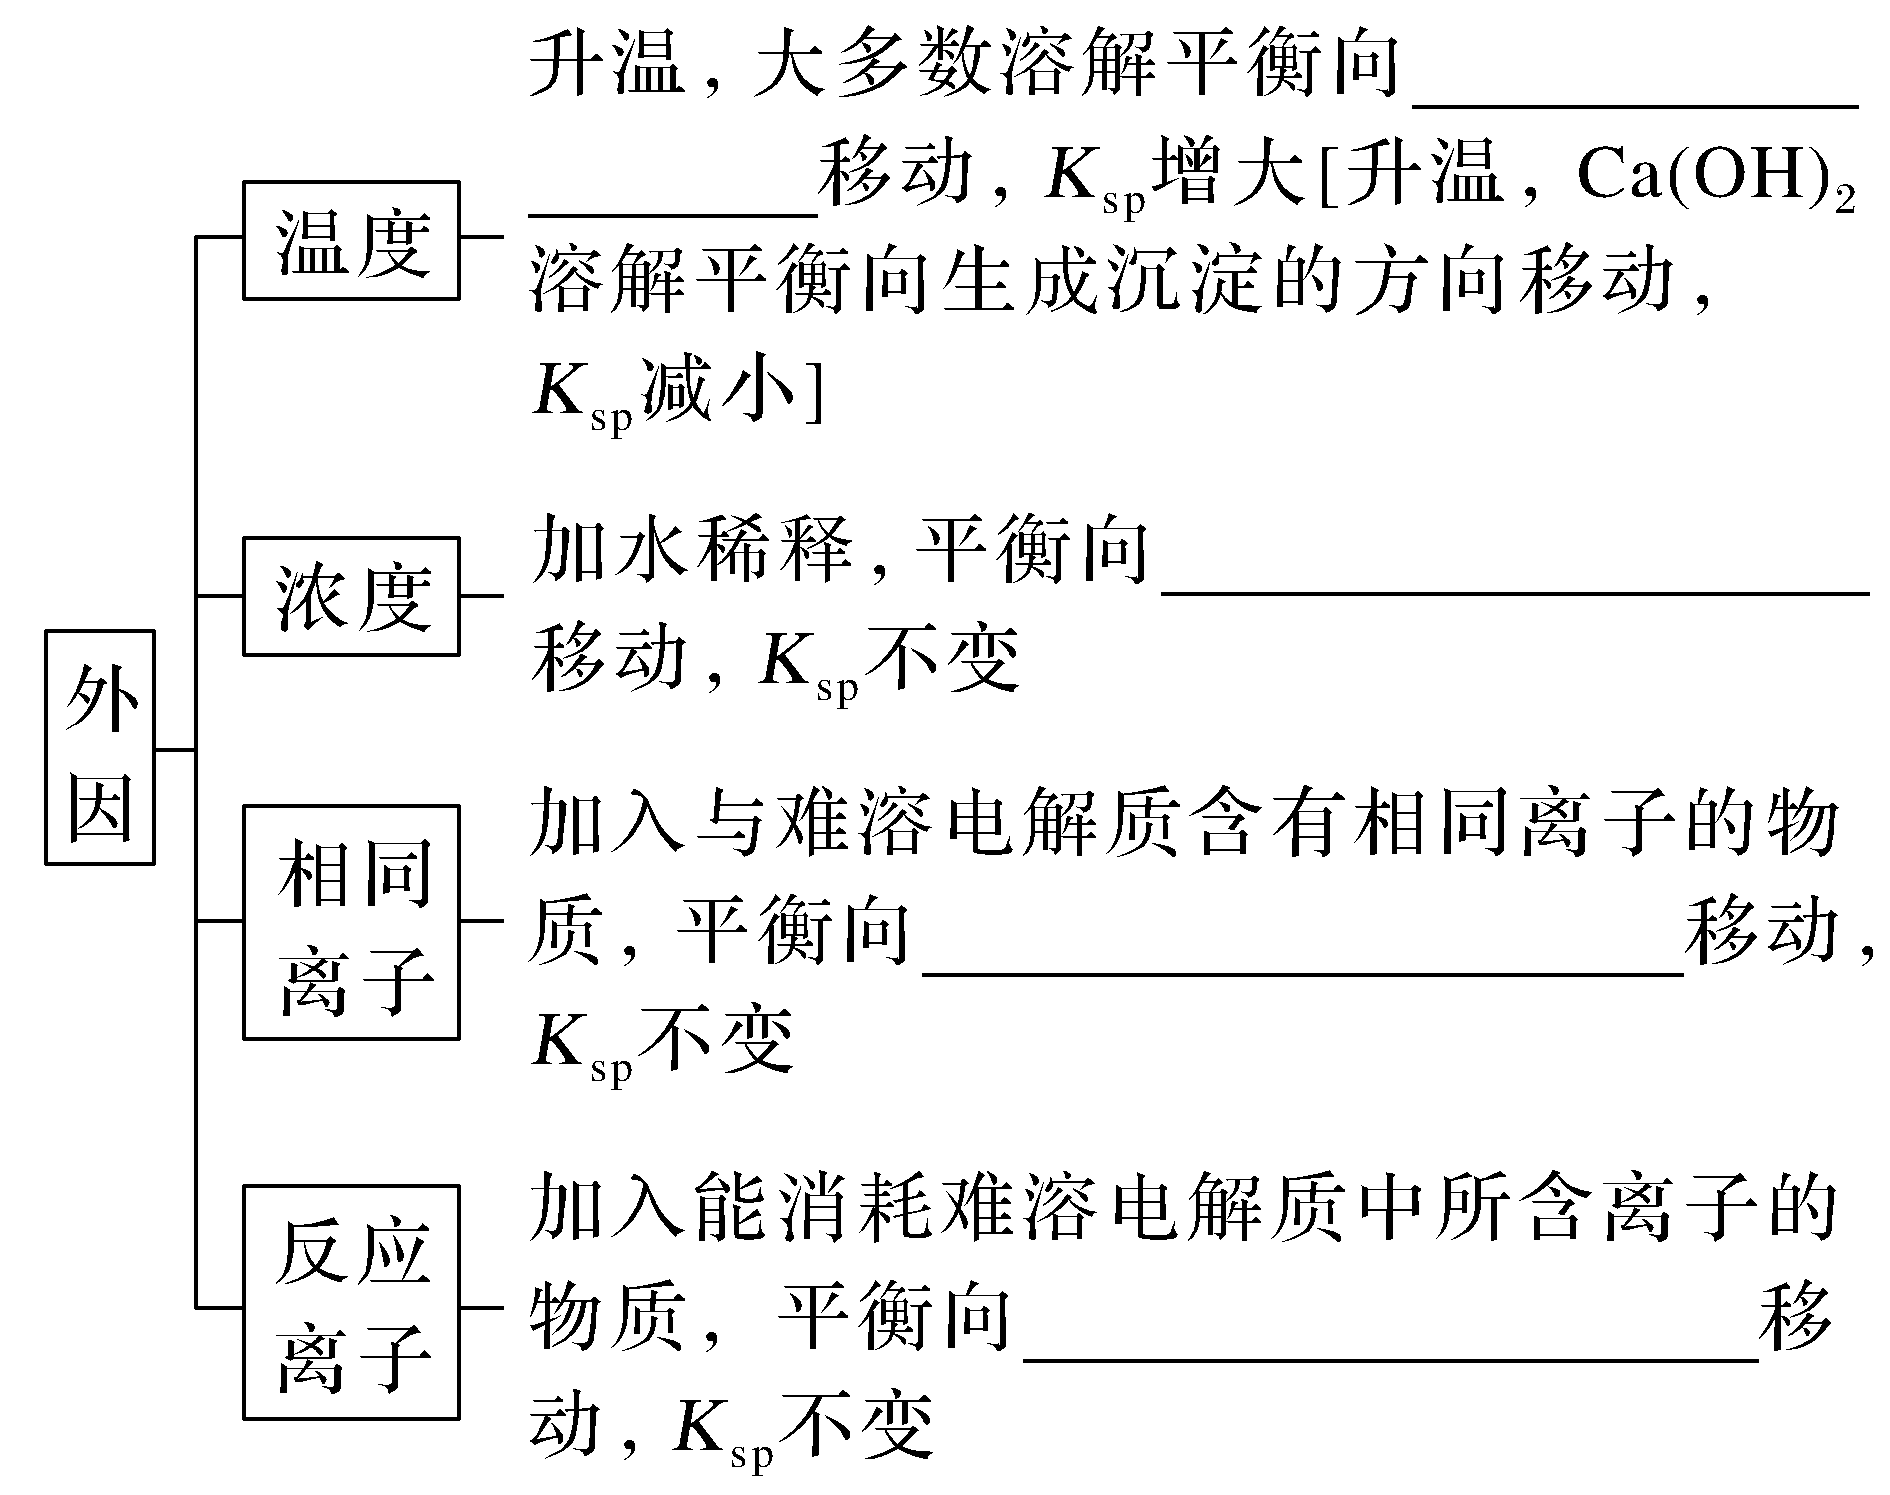 外
因
温度
升温,大多数溶解平衡向
移动,Ksp增大[升温,Ca(OH)2
溶解平衡向生成沉淀的方向移动,
Ksp减小]
浓度
加水稀释,平衡向
移动,Ksp不变
相同
离子
加入与难溶电解质含有相同离子的物
质,平衡向 移动,
Ksp不变
反应
离子
加入能消耗难溶电解质中所含离子的
物质,平衡向 移
动,Ksp不变